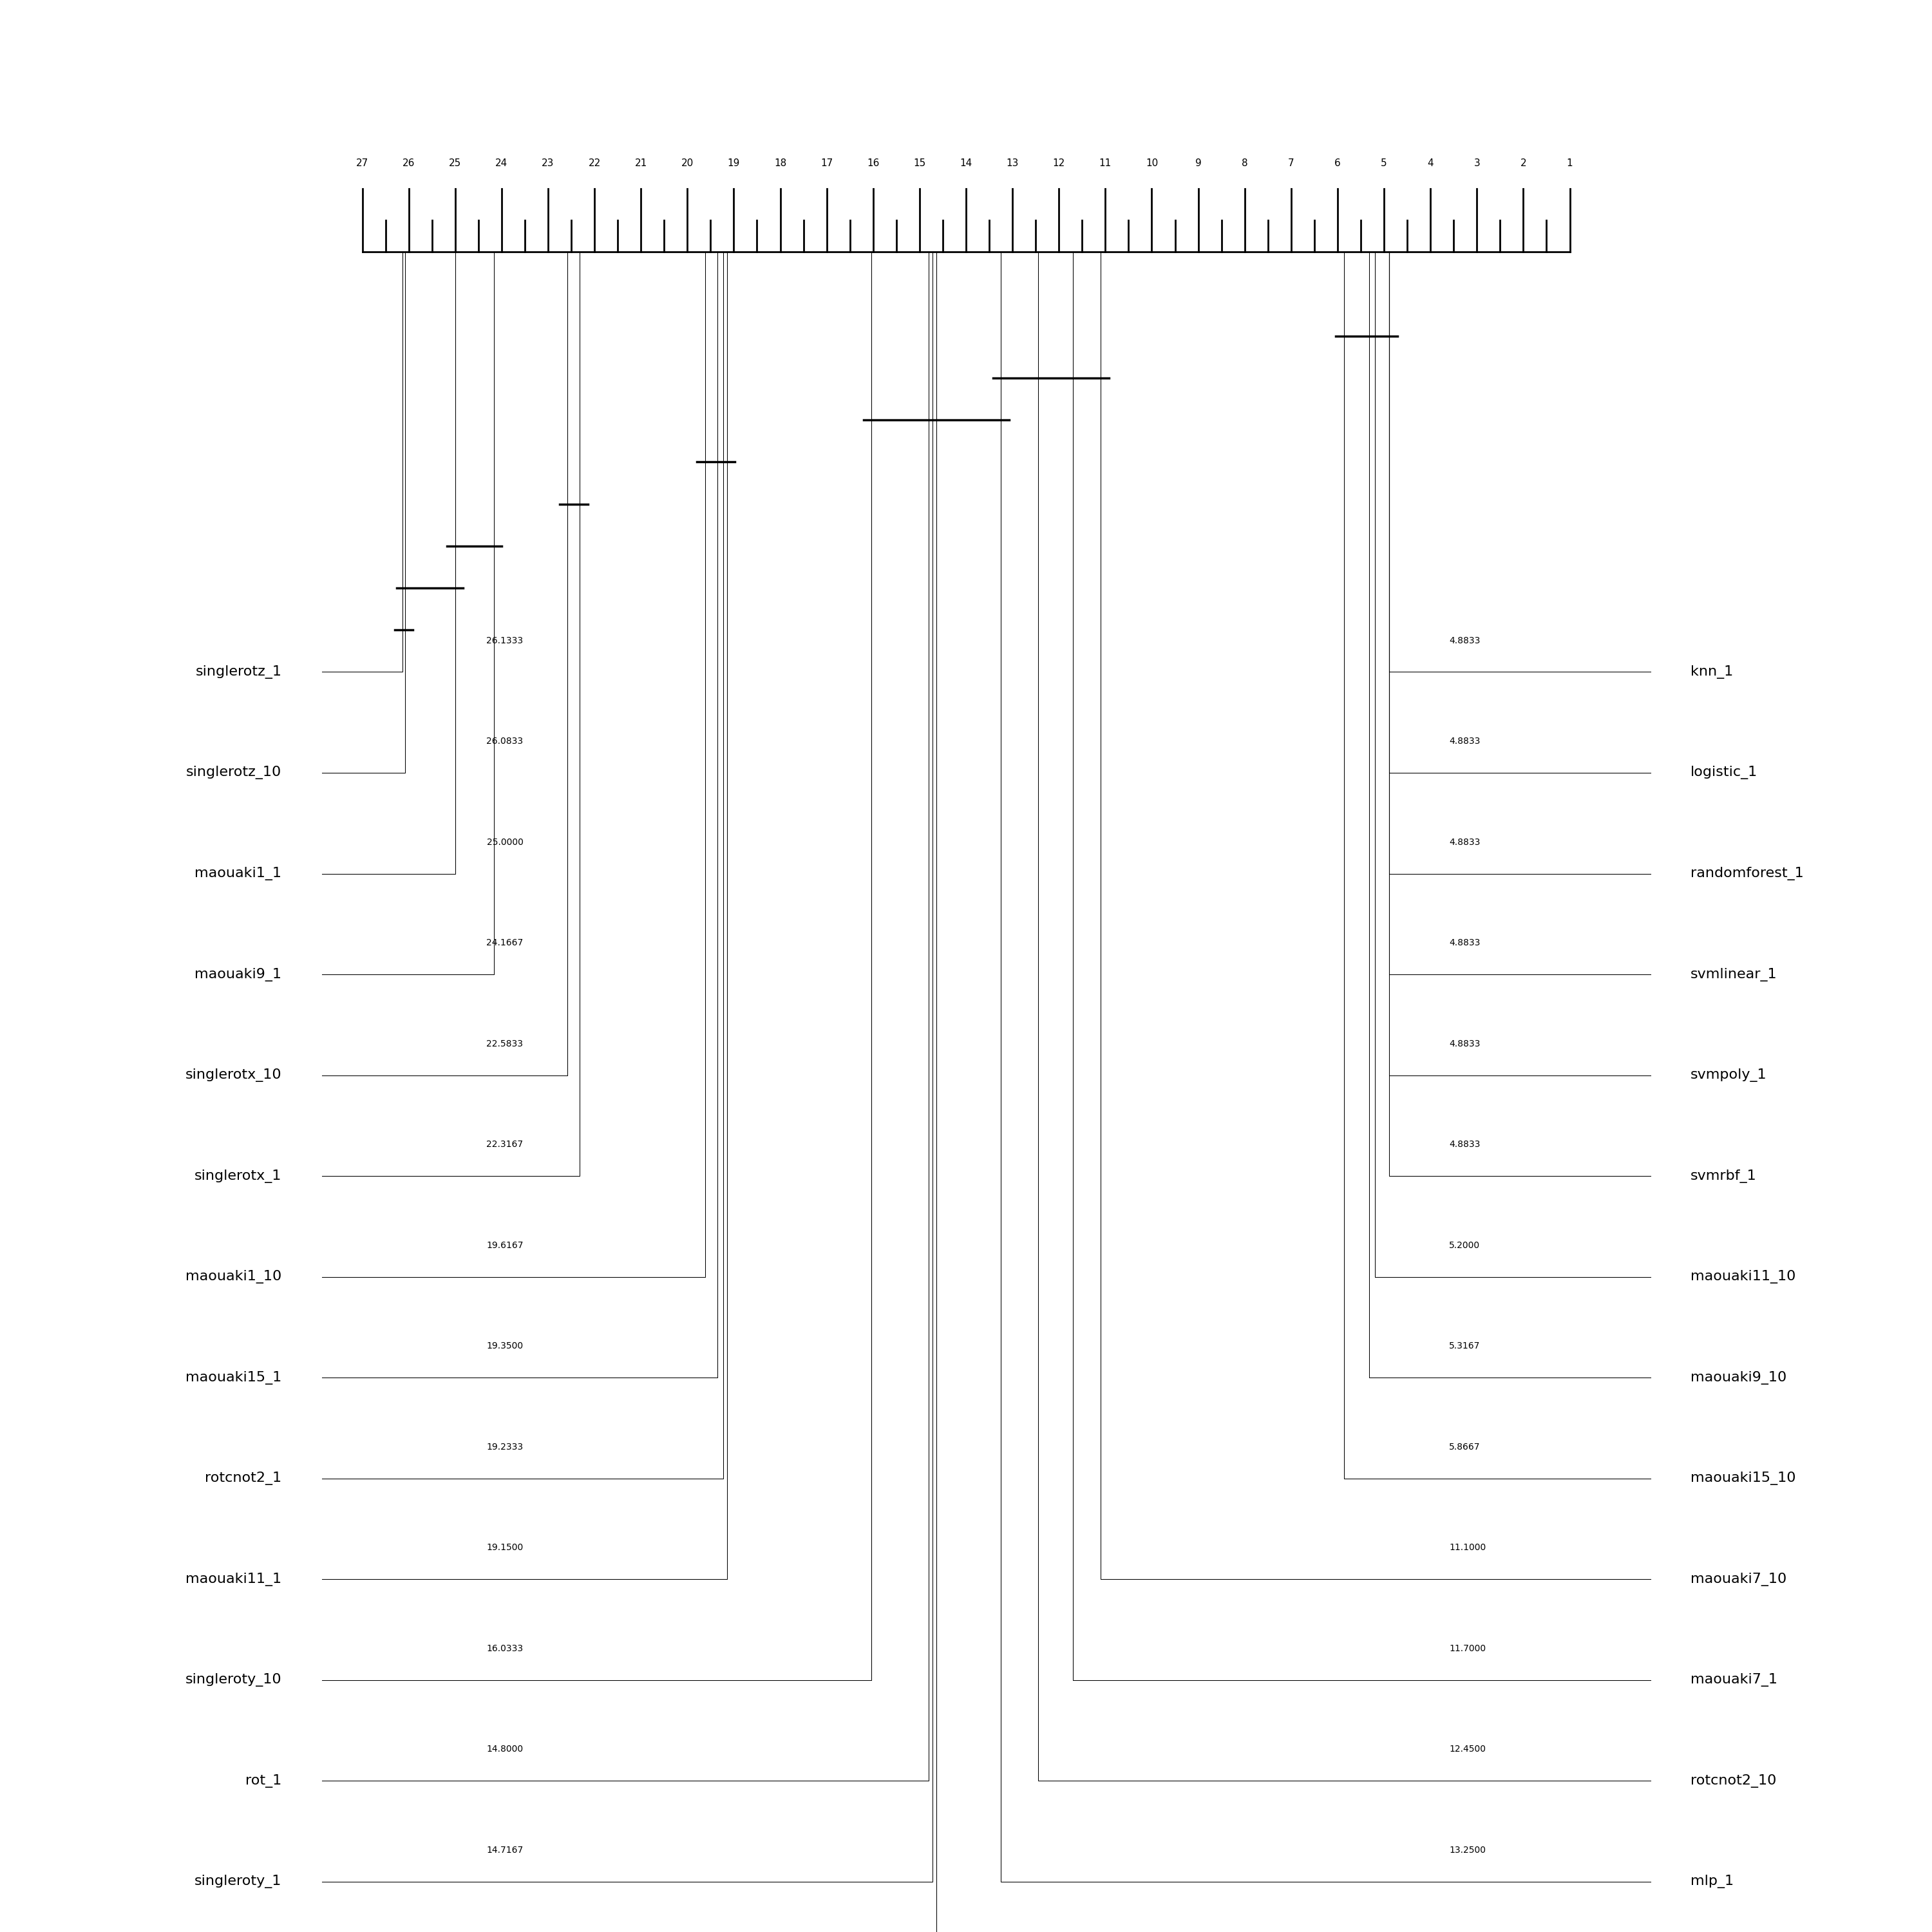 27 26 25 24 23 22 21 20 19 18 17 16 15 14 13 12 11 10 9 8 7 6 5 4 3 2 1
26.1333 4.8833
singlerotz_1 knn_1
26.0833 4.8833
singlerotz_10 logistic_1
25.0000 4.8833
maouaki1_1 randomforest_1
24.1667 4.8833
maouaki9_1 svmlinear_1
22.5833 4.8833
singlerotx_10 svmpoly_1
22.3167 4.8833
singlerotx_1 svmrbf_1
19.6167 5.2000
maouaki1_10 maouaki11_10
19.3500 5.3167
maouaki15_1 maouaki9_10
19.2333 5.8667
rotcnot2_1 maouaki15_10
19.1500 11.1000
maouaki11_1 maouaki7_10
16.0333 11.7000
singleroty_10 maouaki7_1
14.8000 12.4500
rot_1 rotcnot2_10
14.7167 13.2500
singleroty_1 mlp_1